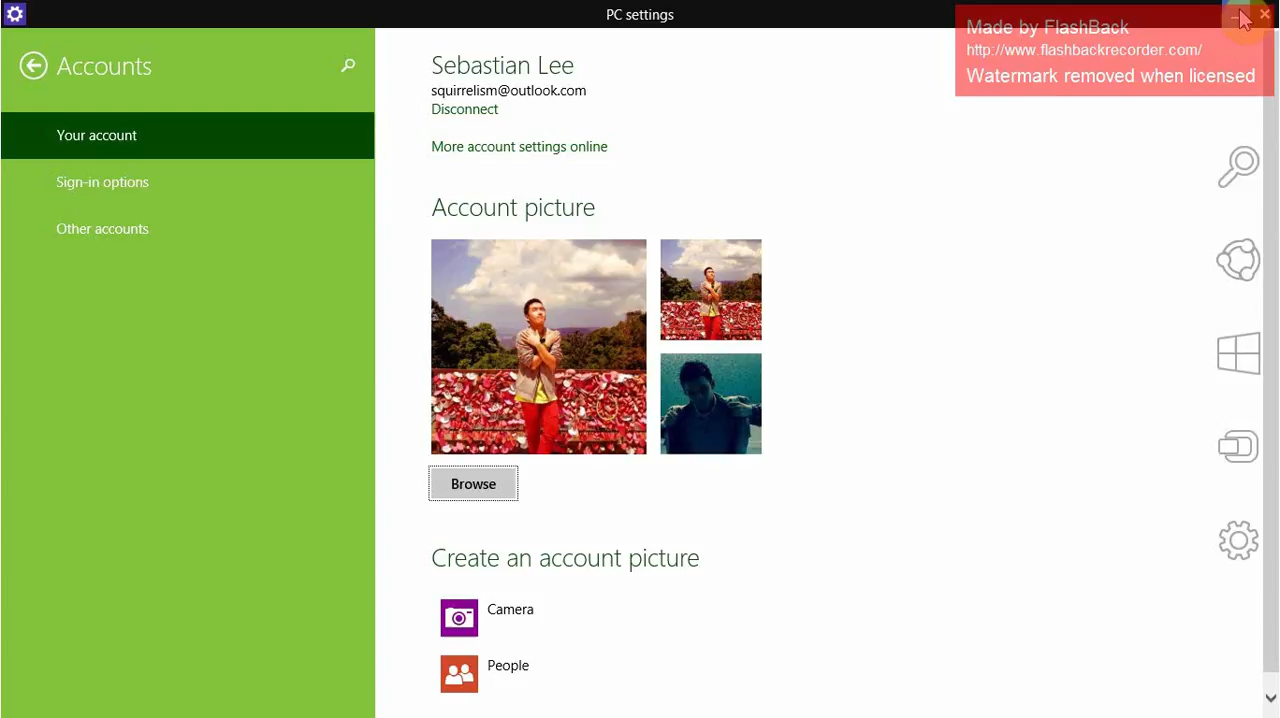 PC settings
Made by FlashBack
http://www.flashbackrecorder.com/
Watermark removed when licensed
Accounts
Your account
Sign-in options
Other accounts
Sebastian Lee
squirrelism@outlook.com
Disconnect
More account settings online
Account picture
Browse
Create an account picture
Camera
People